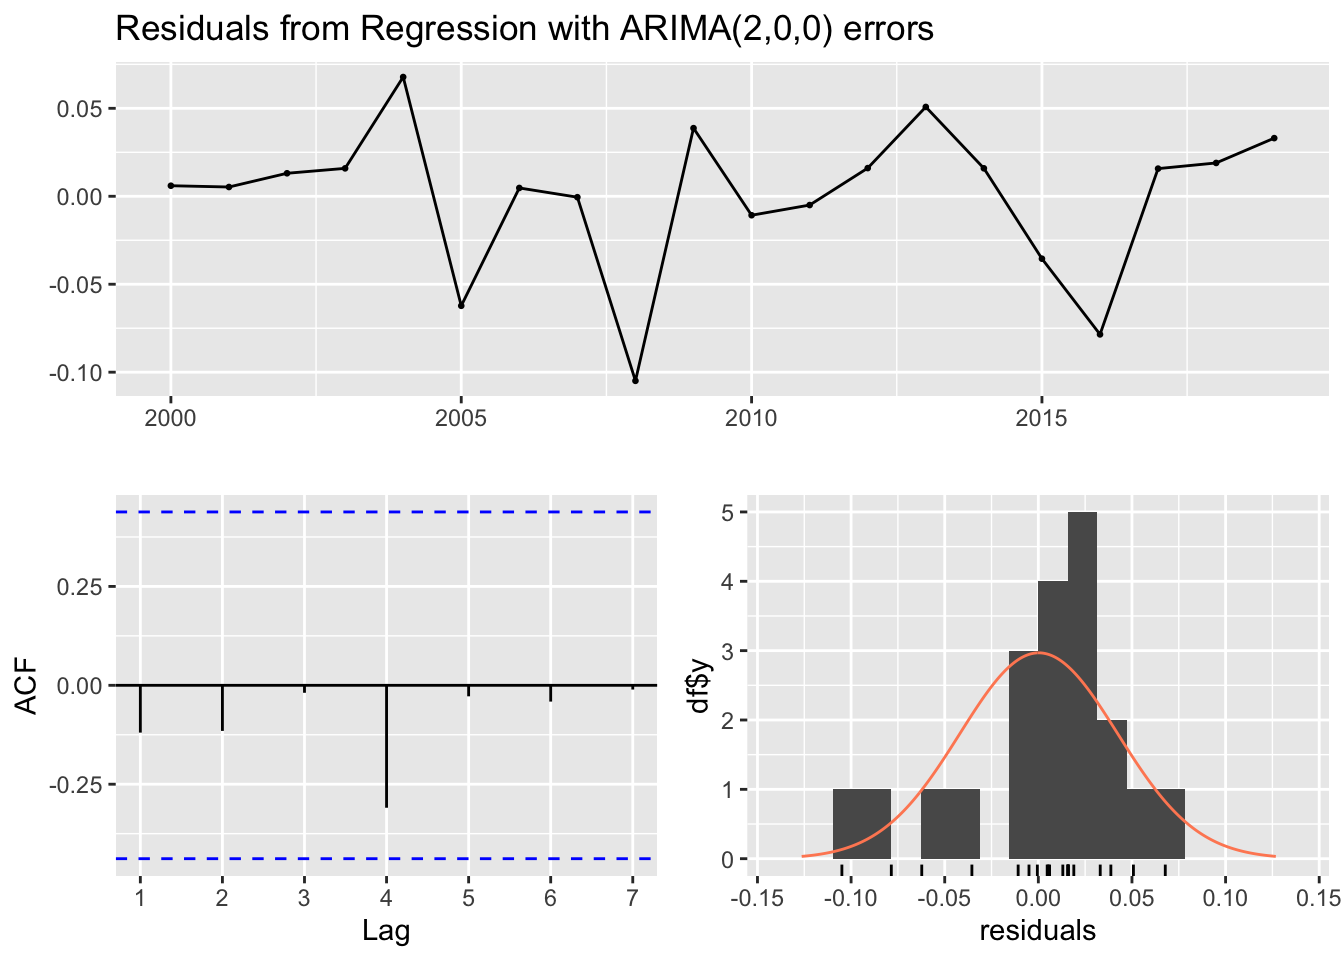 Residuals from Regression with ARIMA(2,0,0) errors
0.05
0.00
-0.05
-0.10
2000 2005 2010 2015
ACF
0.25
0.00
-0.25
1 2 3 4 5 6 7
Lag
df$y
5
4
3
2
1
0
-0.15 -0.10 -0.05 0.00 0.05 0.10 0.15
residuals